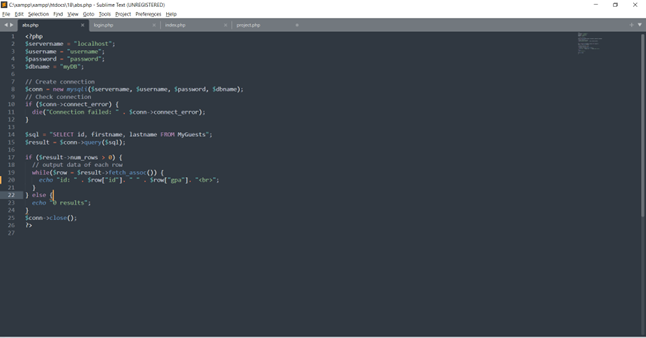 C:\xampp\xampp\htdocs\18\abs.php - Sublime Text (UNREGISTERED)
File Edit Selection Find View Goto Tools Project Preferences Help
abs.php login.php index.php project.php
1 <?php
2 $servername = "localhost";
3 $username = "username";
4 $password = "password";
5 $dbname = "myDB";
6
7 // Create connection
8 $conn = new mysqli($servername, $username, $password, $dbname);
9 // Check connection
10 if ($conn->connect_error) {
11 die("Connection failed: " . $conn->connect_error);
12 }
13
14 $sql = "SELECT id, firstname, lastname FROM MyGuests";
15 $result = $conn->query($sql);
16
17 if ($result->num_rows > 0) {
18 // output data of each row
19 while($row = $result->fetch_assoc()) {
20 echo "id: " . $row["id"]. " " . $row["gpu"]. "<br>";
21 }
22 } else {
23 echo "0 results";
24 }
25 $conn->close();
26 ?>
27